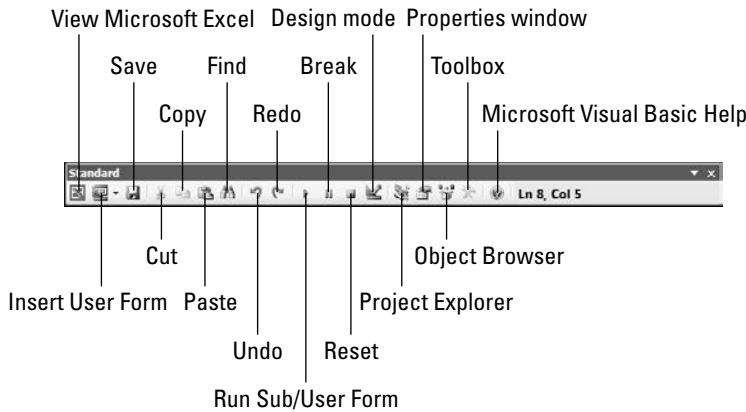 View Microsoft Excel Design mode Properties window
Save Find Break Toolbox
Copy Redo Microsoft Visual Basic Help
Standard
Ln 8, Col 5
Cut Object Browser
Insert User Form Paste Project Explorer
Undo Reset
Run Sub/User Form